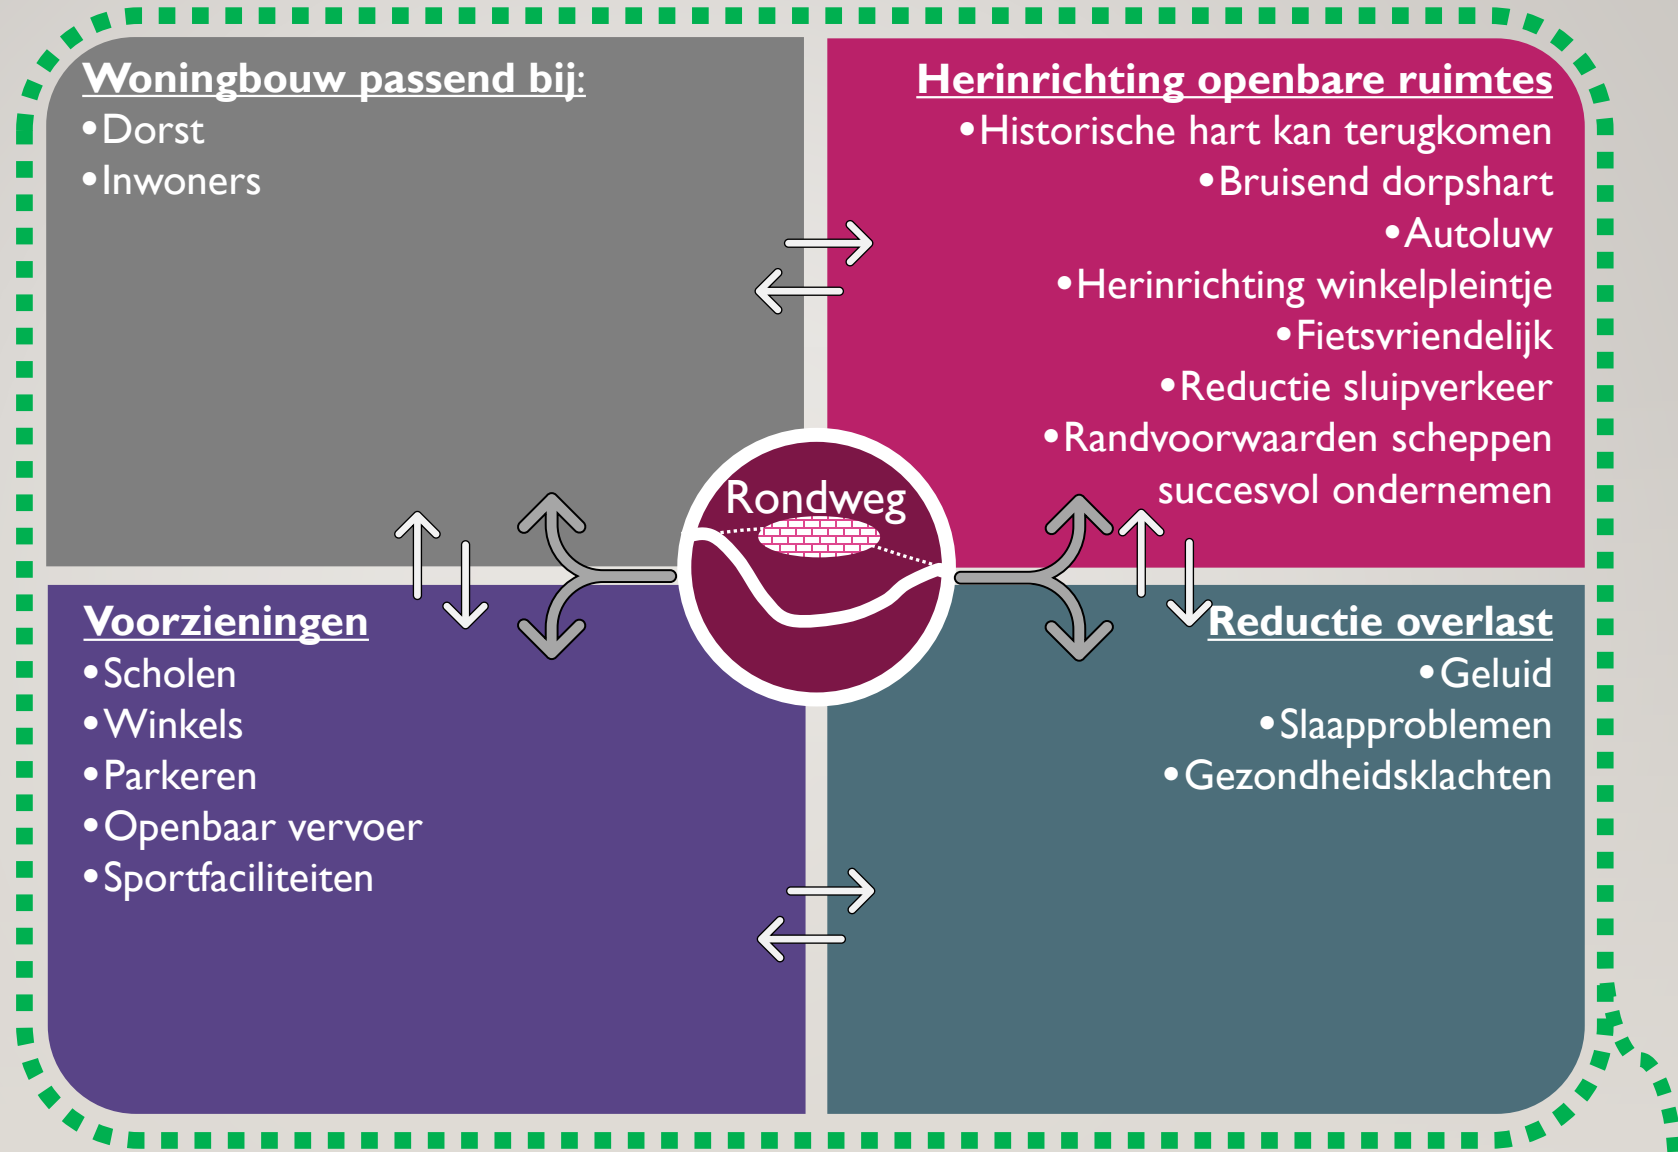 Woningbouw passend bij:
•Dorst
•Inwoners
Herinrichting openbare ruimtes
•Historische hart kan terugkomen
•Bruisend dorpshart
•Autoluw
•Herinrichting winkelpleintje
•Fietsvriendelijk
•Reductie sluipverkeer
•Randvoorwaarden scheppen
succesvol ondernemen
Rondweg
Voorzieningen
•Scholen
•Winkels
•Parkeren
•Openbaar vervoer
•Sportfaciliteiten
Reductie overlast
•Geluid
•Slaapproblemen
•Gezondheidsklachten